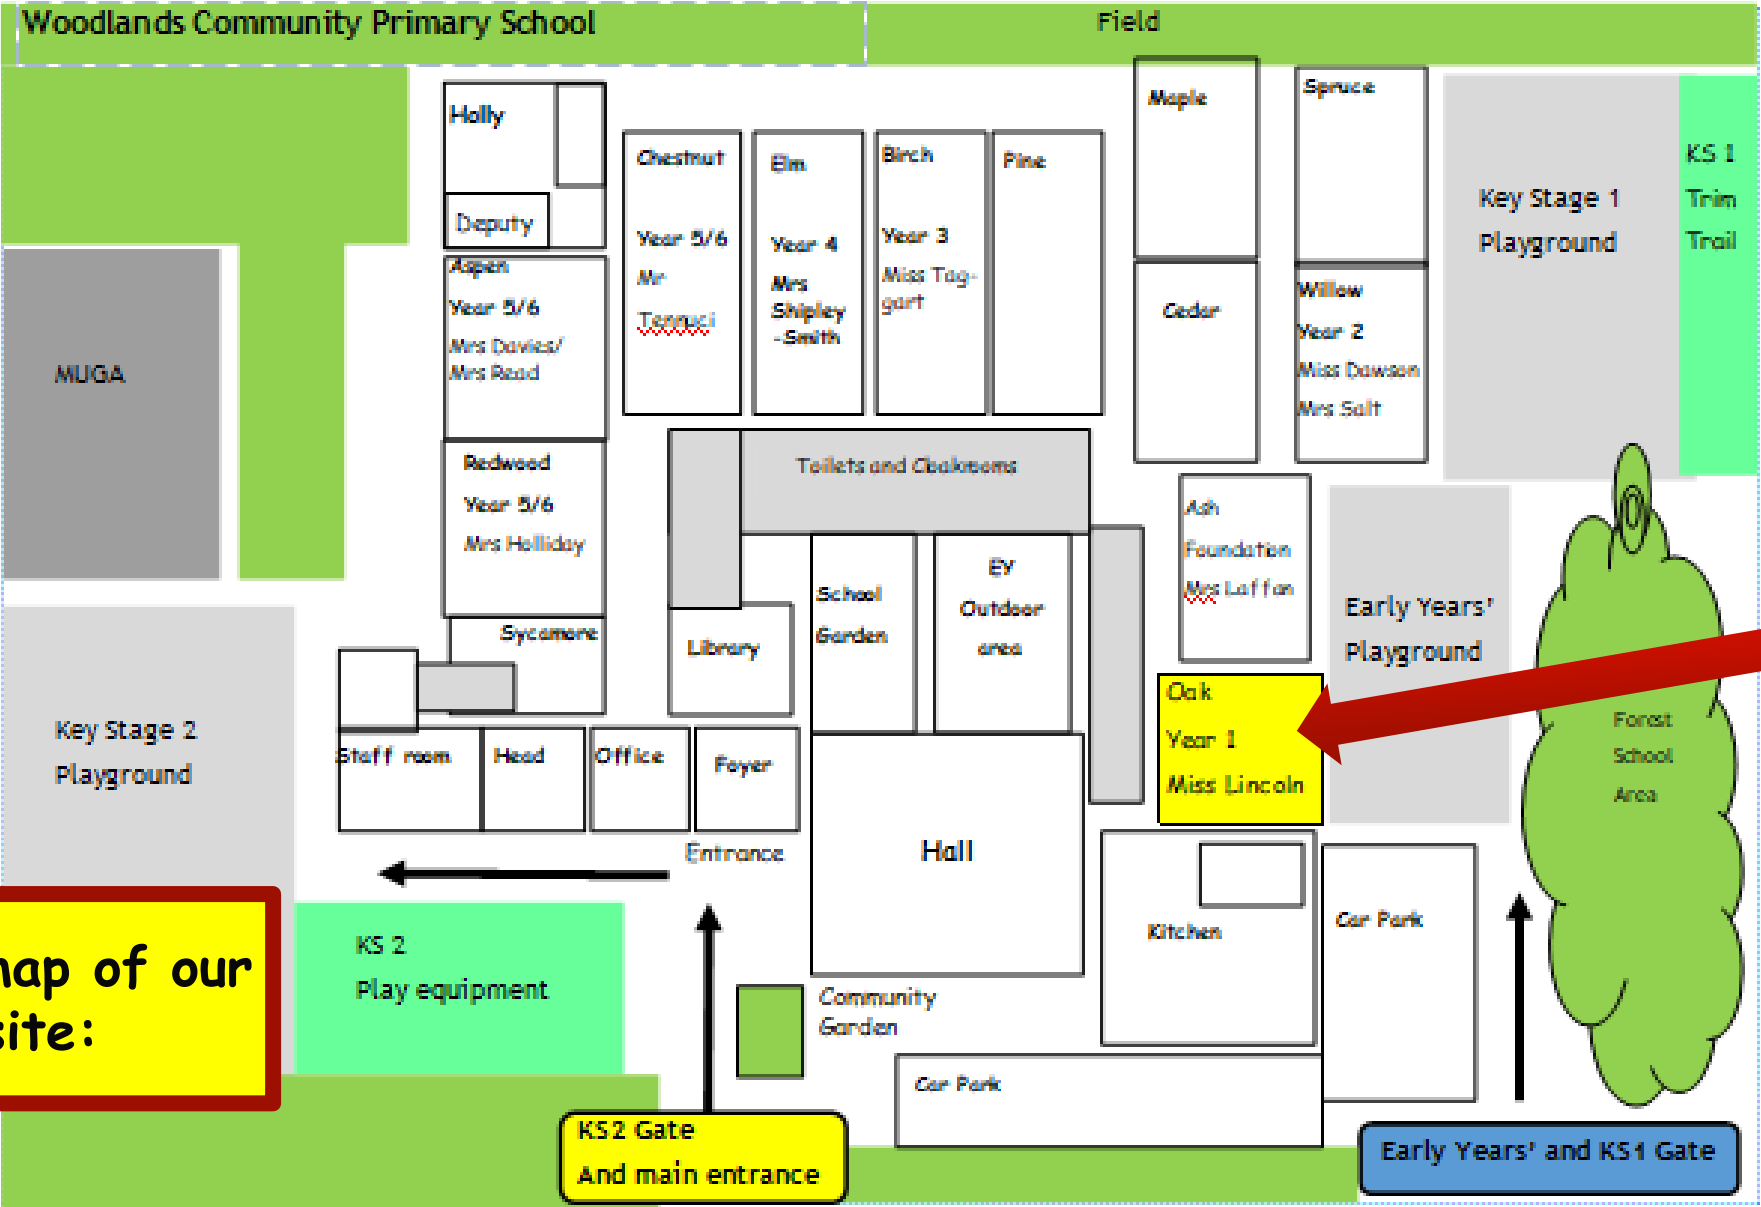 Woodlands Community Primary School
Field
Holly
Deputy
Aspen
Year 5/6
Mrs Davies/
Mrs Read
Redwood
Year 5/6
Mrs Holliday
Sycamore
Chestnut
Year 5/6
Mr
Tennuci
Elm
Year 4
Mrs
Shipley
-Smith
Birch
Year 3
Miss Tag-
gart
Pine
Maple
Cedar
Spruce
Willow
Year 2
Miss Dawson
Mrs Salt
Key Stage 1
Playground
KS 1
Trim
Trail
MUGA
Toilets and Cloakrooms
Ash
Foundation
Mrs Laffan
Early Years'
Playground
School
Garden
EY
Outdoor
area
Library
Oak
Year 1
Miss Lincoln
Forest
School
Area
Key Stage 2
Playground
Staff room
Head
Office
Foyer
Entrance
Hall
Kitchen
Car Park
KS 2
Play equipment
map of our
site:
Community
Garden
Car Park
KS2 Gate
And main entrance
Early Years' and KS1 Gate